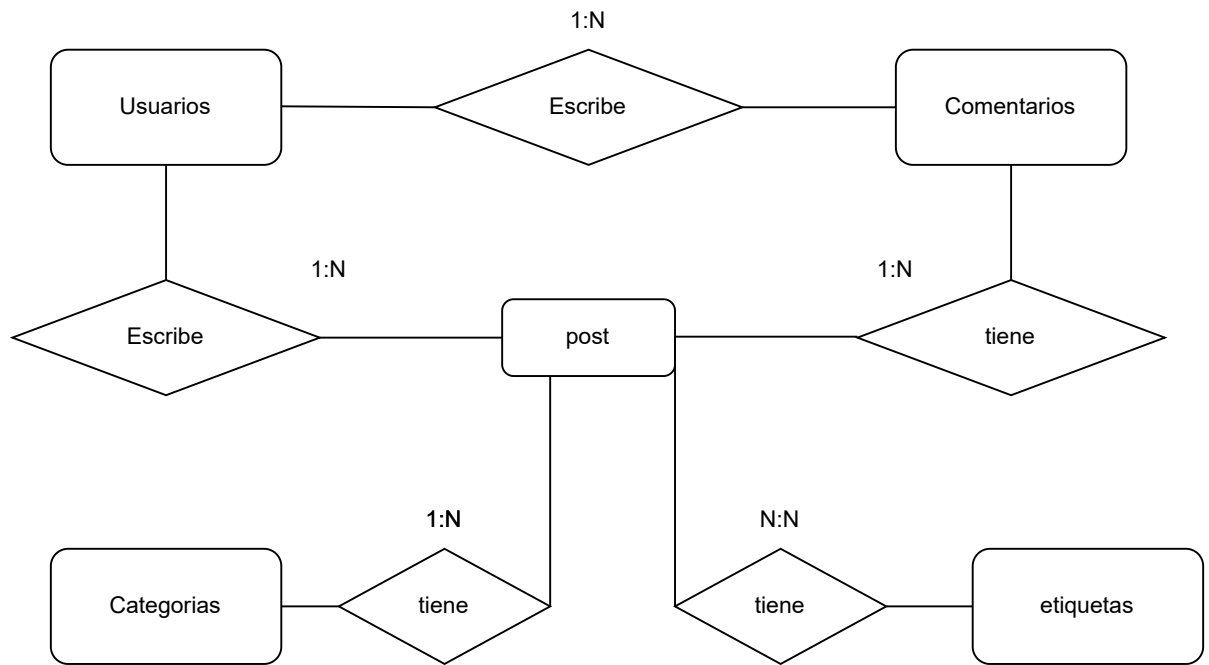 1:N
Usuarios
Escribe
Comentarios
1:N
1:N
Escribe
post
tiene
1:N
N:N
Categorias
tiene
tiene
etiquetas